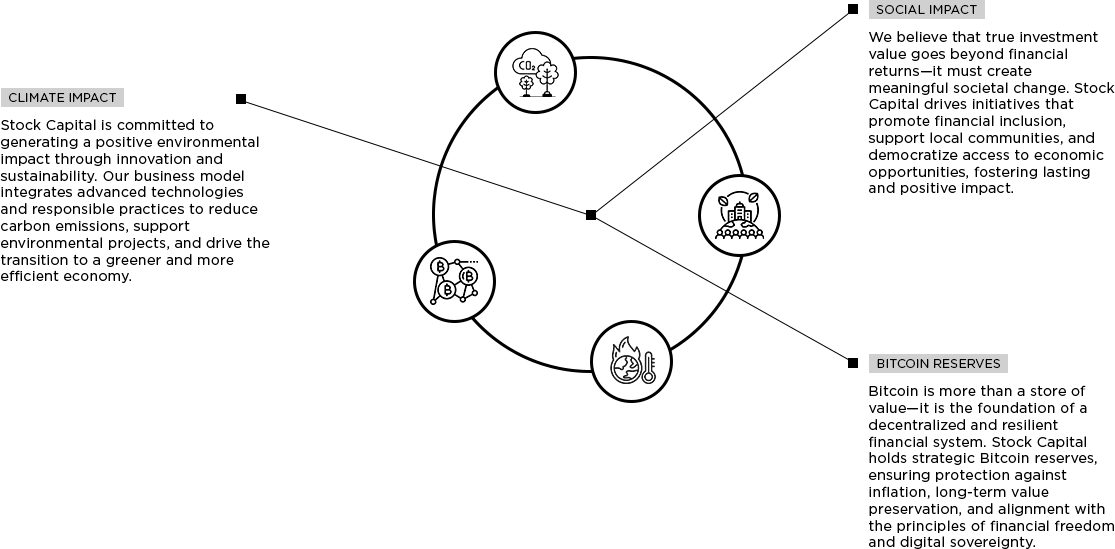 CLIMATE IMPACT
Stock Capital is committed to
generating a positive environmental
impact through innovation and
sustainability. Our business model
integrates advanced technologies
and responsible practices to reduce
carbon emissions, support
environmental projects, and drive the
transition to a greener and more
efficient economy.
CO₂
SOCIAL IMPACT
We believe that true investment
value goes beyond financial
returns—it must create
meaningful societal change. Stock
Capital drives initiatives that
promote financial inclusion,
support local communities, and
democratize access to economic
opportunities, fostering lasting
and positive impact.
BITCOIN RESERVES
Bitcoin is more than a store of
value—it is the foundation of a
decentralized and resilient
financial system. Stock Capital
holds strategic Bitcoin reserves,
ensuring protection against
inflation, long-term value
preservation, and alignment with
the principles of financial freedom
and digital sovereignty.